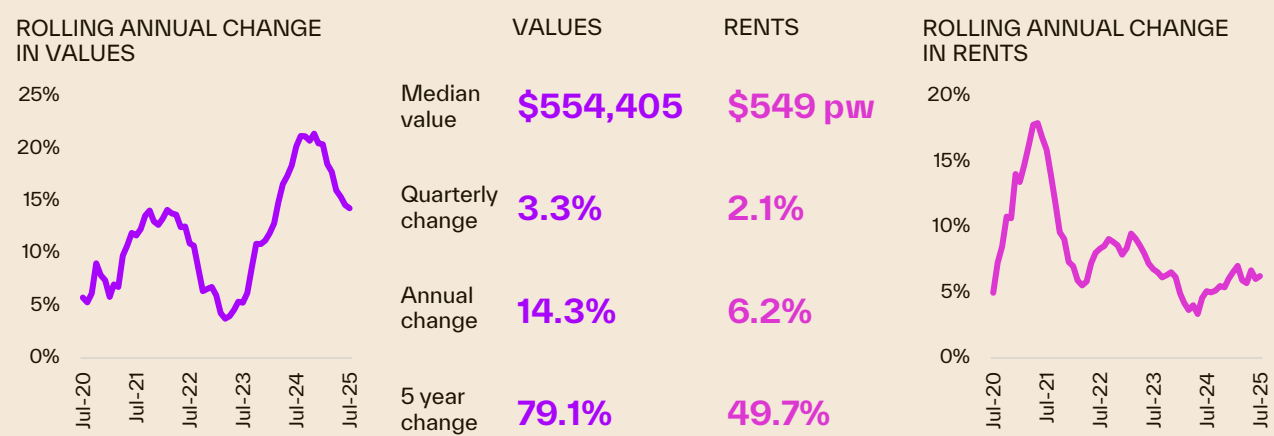 ROLLING ANNUAL CHANGE
IN VALUES
25%
20%
15%
10%
5%
0%
Jul-20
Jul-21
Jul-22
Jul-23
Jul-24
Jul-25
VALUES
RENTS
Median
value
$554,405
$549 pw
Quarterly
change
3.3%
2.1%
Annual
change
14.3%
6.2%
5 year
change
79.1%
49.7%
ROLLING ANNUAL CHANGE
IN RENTS
20%
15%
10%
5%
0%
Jul-20
Jul-21
Jul-22
Jul-23
Jul-24
Jul-25